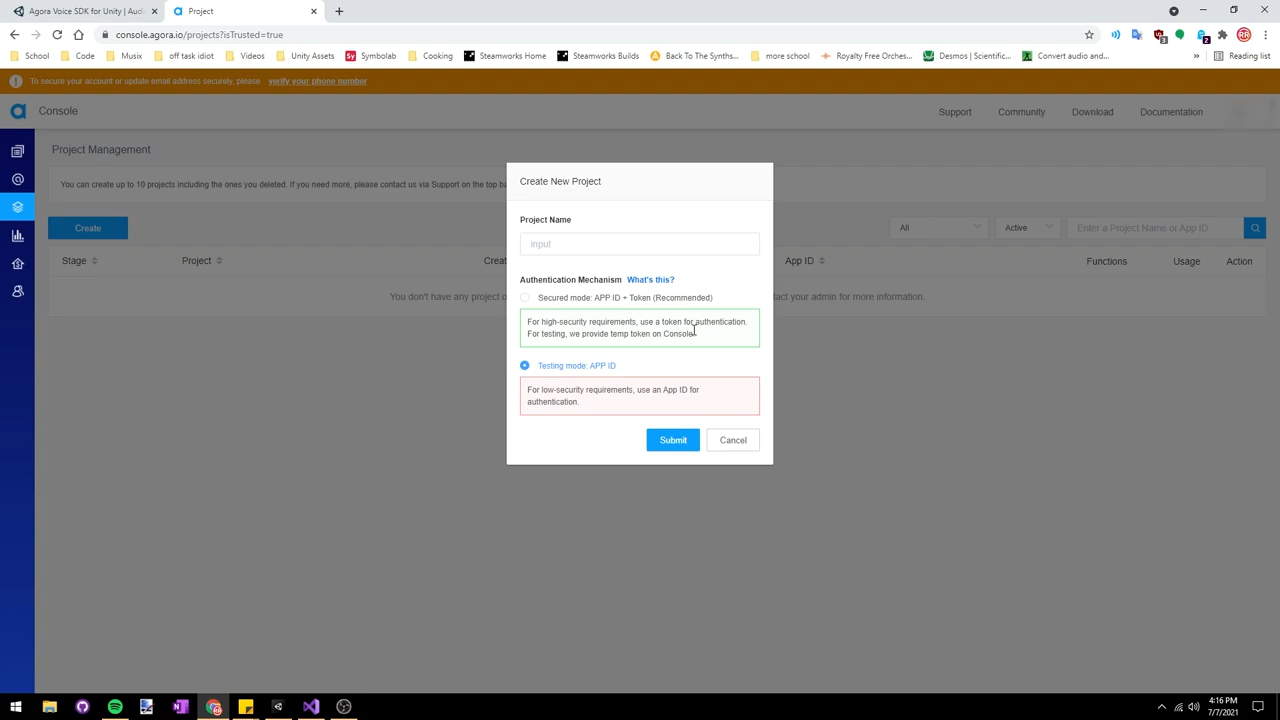 Agora Voice SDK for Unity | Aud
Project
console.agora.io/projects?isTrusted=true
School
Code
Musix
off task idiot
Videos
Unity Assets
Sy
Symbolab
Cooking
Steamworks Home
Steamworks Builds
Back To The Synths...
more school
Royalty Free Orches...
Desmos | Scientific...
Convert audio and...
»
Reading list
To secure your account or update email address securely, please verify your phone number
Console
Support
Community
Download
Documentation
Project Management
You can create up to 10 projects including the ones you deleted. If you need more, please contact us via Support on the top ba
Create
All
Active
Enter a Project Name or App ID
Stage
Project
Creat
App ID
Functions
Usage
Action
You don't have any project o
tact your admin for more information.
Create New Project
Project Name
input
Authentication Mechanism What's this?
Secured mode: APP ID + Token (Recommended)
For high-security requirements, use a token for authentication.
For testing, we provide temp token on Console.
Testing mode: APP ID
For low-security requirements, use an App ID for
authentication.
Submit
Cancel
4:16 PM
7/7/2021